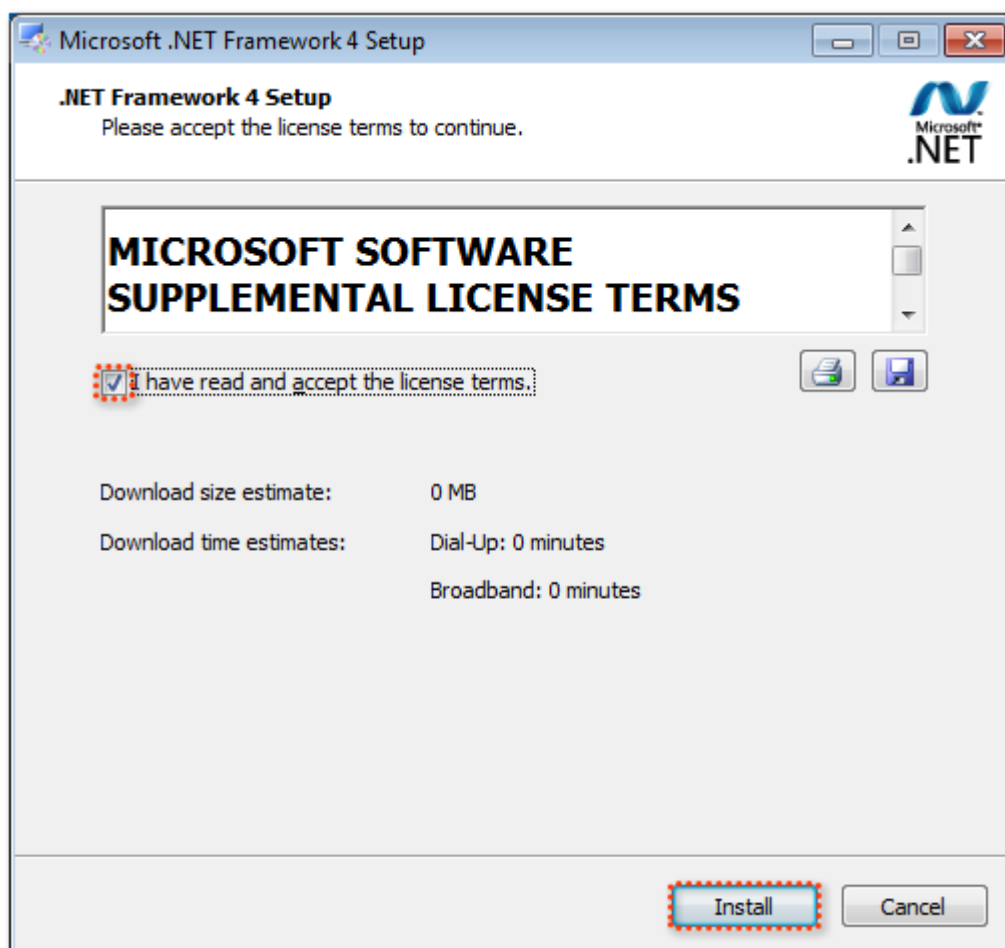 Microsoft .NET Framework 4 Setup
.NET Framework 4 Setup
Please accept the license terms to continue.
Microsoft®
.NET
MICROSOFT SOFTWARE
SUPPLEMENTAL LICENSE TERMS
I have read and accept the license terms.
Download size estimate: 0 MB
Download time estimates: Dial-Up: 0 minutes
Broadband: 0 minutes
Install Cancel